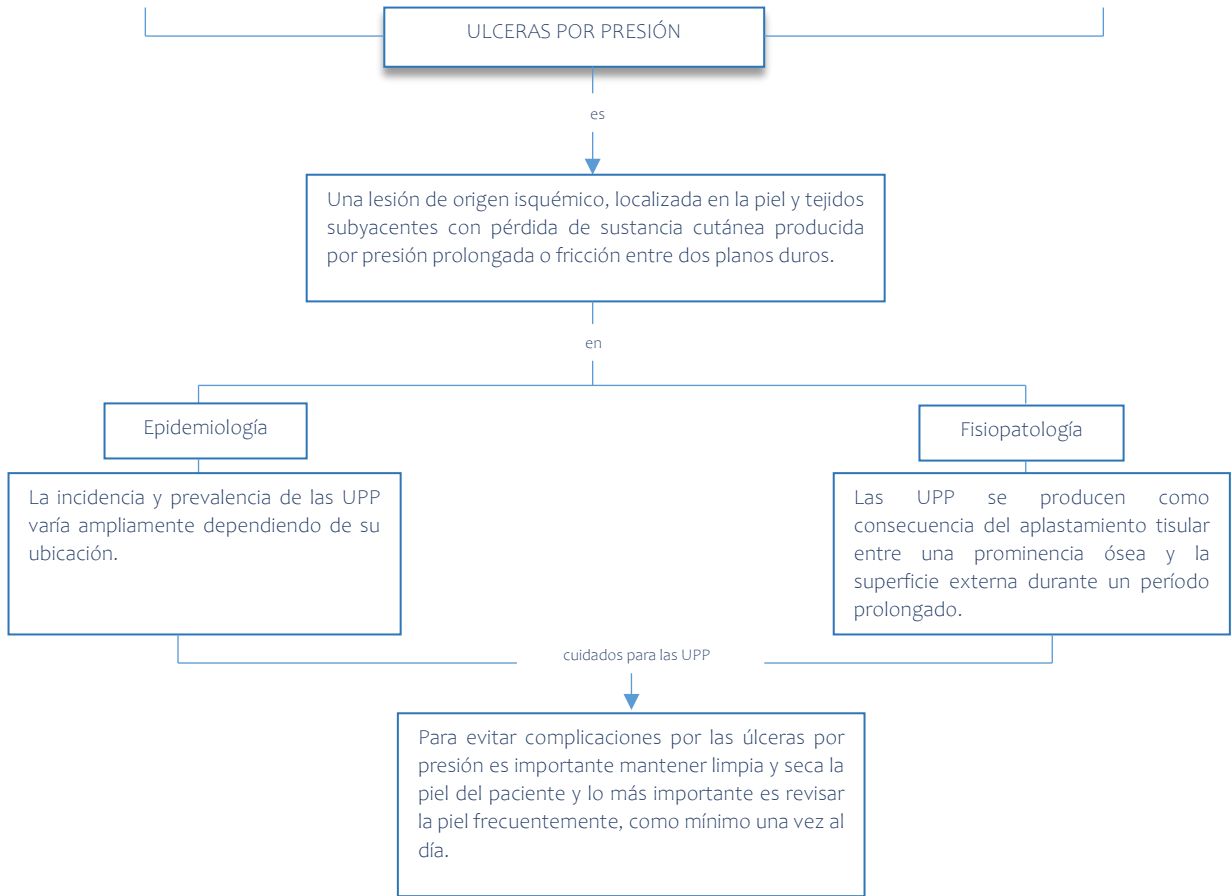 ULCERAS POR PRESIÓN
es
Una lesión de origen isquémico, localizada en la piel y tejidos
subyacentes con pérdida de sustancia cutánea producida
por presión prolongada o fricción entre dos planos duros.
en
Epidemiología
Fisiopatología
La incidencia y prevalencia de las UPP
varía ampliamente dependiendo de su
ubicación.
Las UPP se producen como
consecuencia del aplastamiento tisular
entre una prominencia ósea y la
superficie externa durante un período
prolongado.
cuidados para las UPP
Para evitar complicaciones por las úlceras por
presión es importante mantener limpia y seca la
piel del paciente y lo más importante es revisar
la piel frecuentemente, como mínimo una vez al
día.